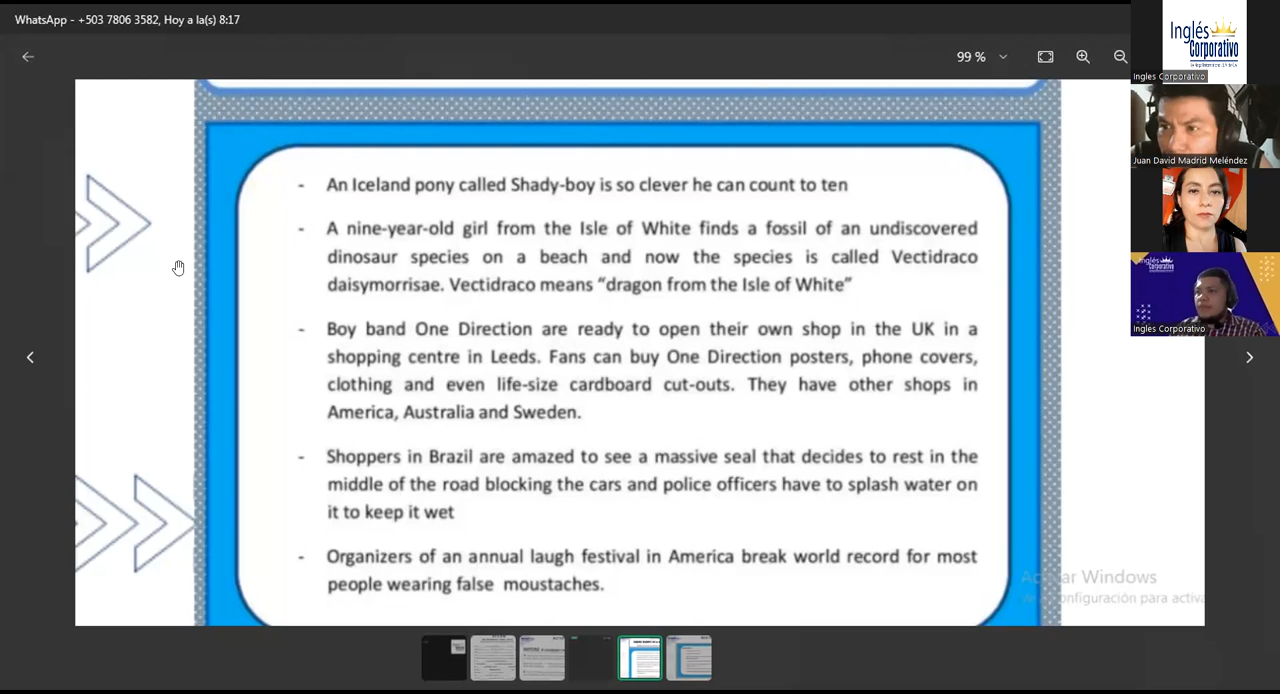 WhatsApp - +503 7806 3582, Hoy a la(s) 8:17
99 %
Inglés
Corporativo
Ingles Corporativo
Juan David Madrid Meléndez
Inglés
Corporativo
Ingles Corporativo
- An Iceland pony called Shady-boy is so clever he can count to ten
- A nine-year-old girl from the Isle of White finds a fossil of an undiscovered
dinosaur species on a beach and now the species is called Vectidraco
daisymorrisae. Vectidraco means “dragon from the Isle of White”
- Boy band One Direction are ready to open their own shop in the UK in a
shopping centre in Leeds. Fans can buy One Direction posters, phone covers,
clothing and even life-size cardboard cut-outs. They have other shops in
America, Australia and Sweden.
- Shoppers in Brazil are amazed to see a massive seal that decides to rest in the
middle of the road blocking the cars and police officers have to splash water on
it to keep it wet
- Organizers of an annual laugh festival in America break world record for most
people wearing false moustaches.
Windows
para